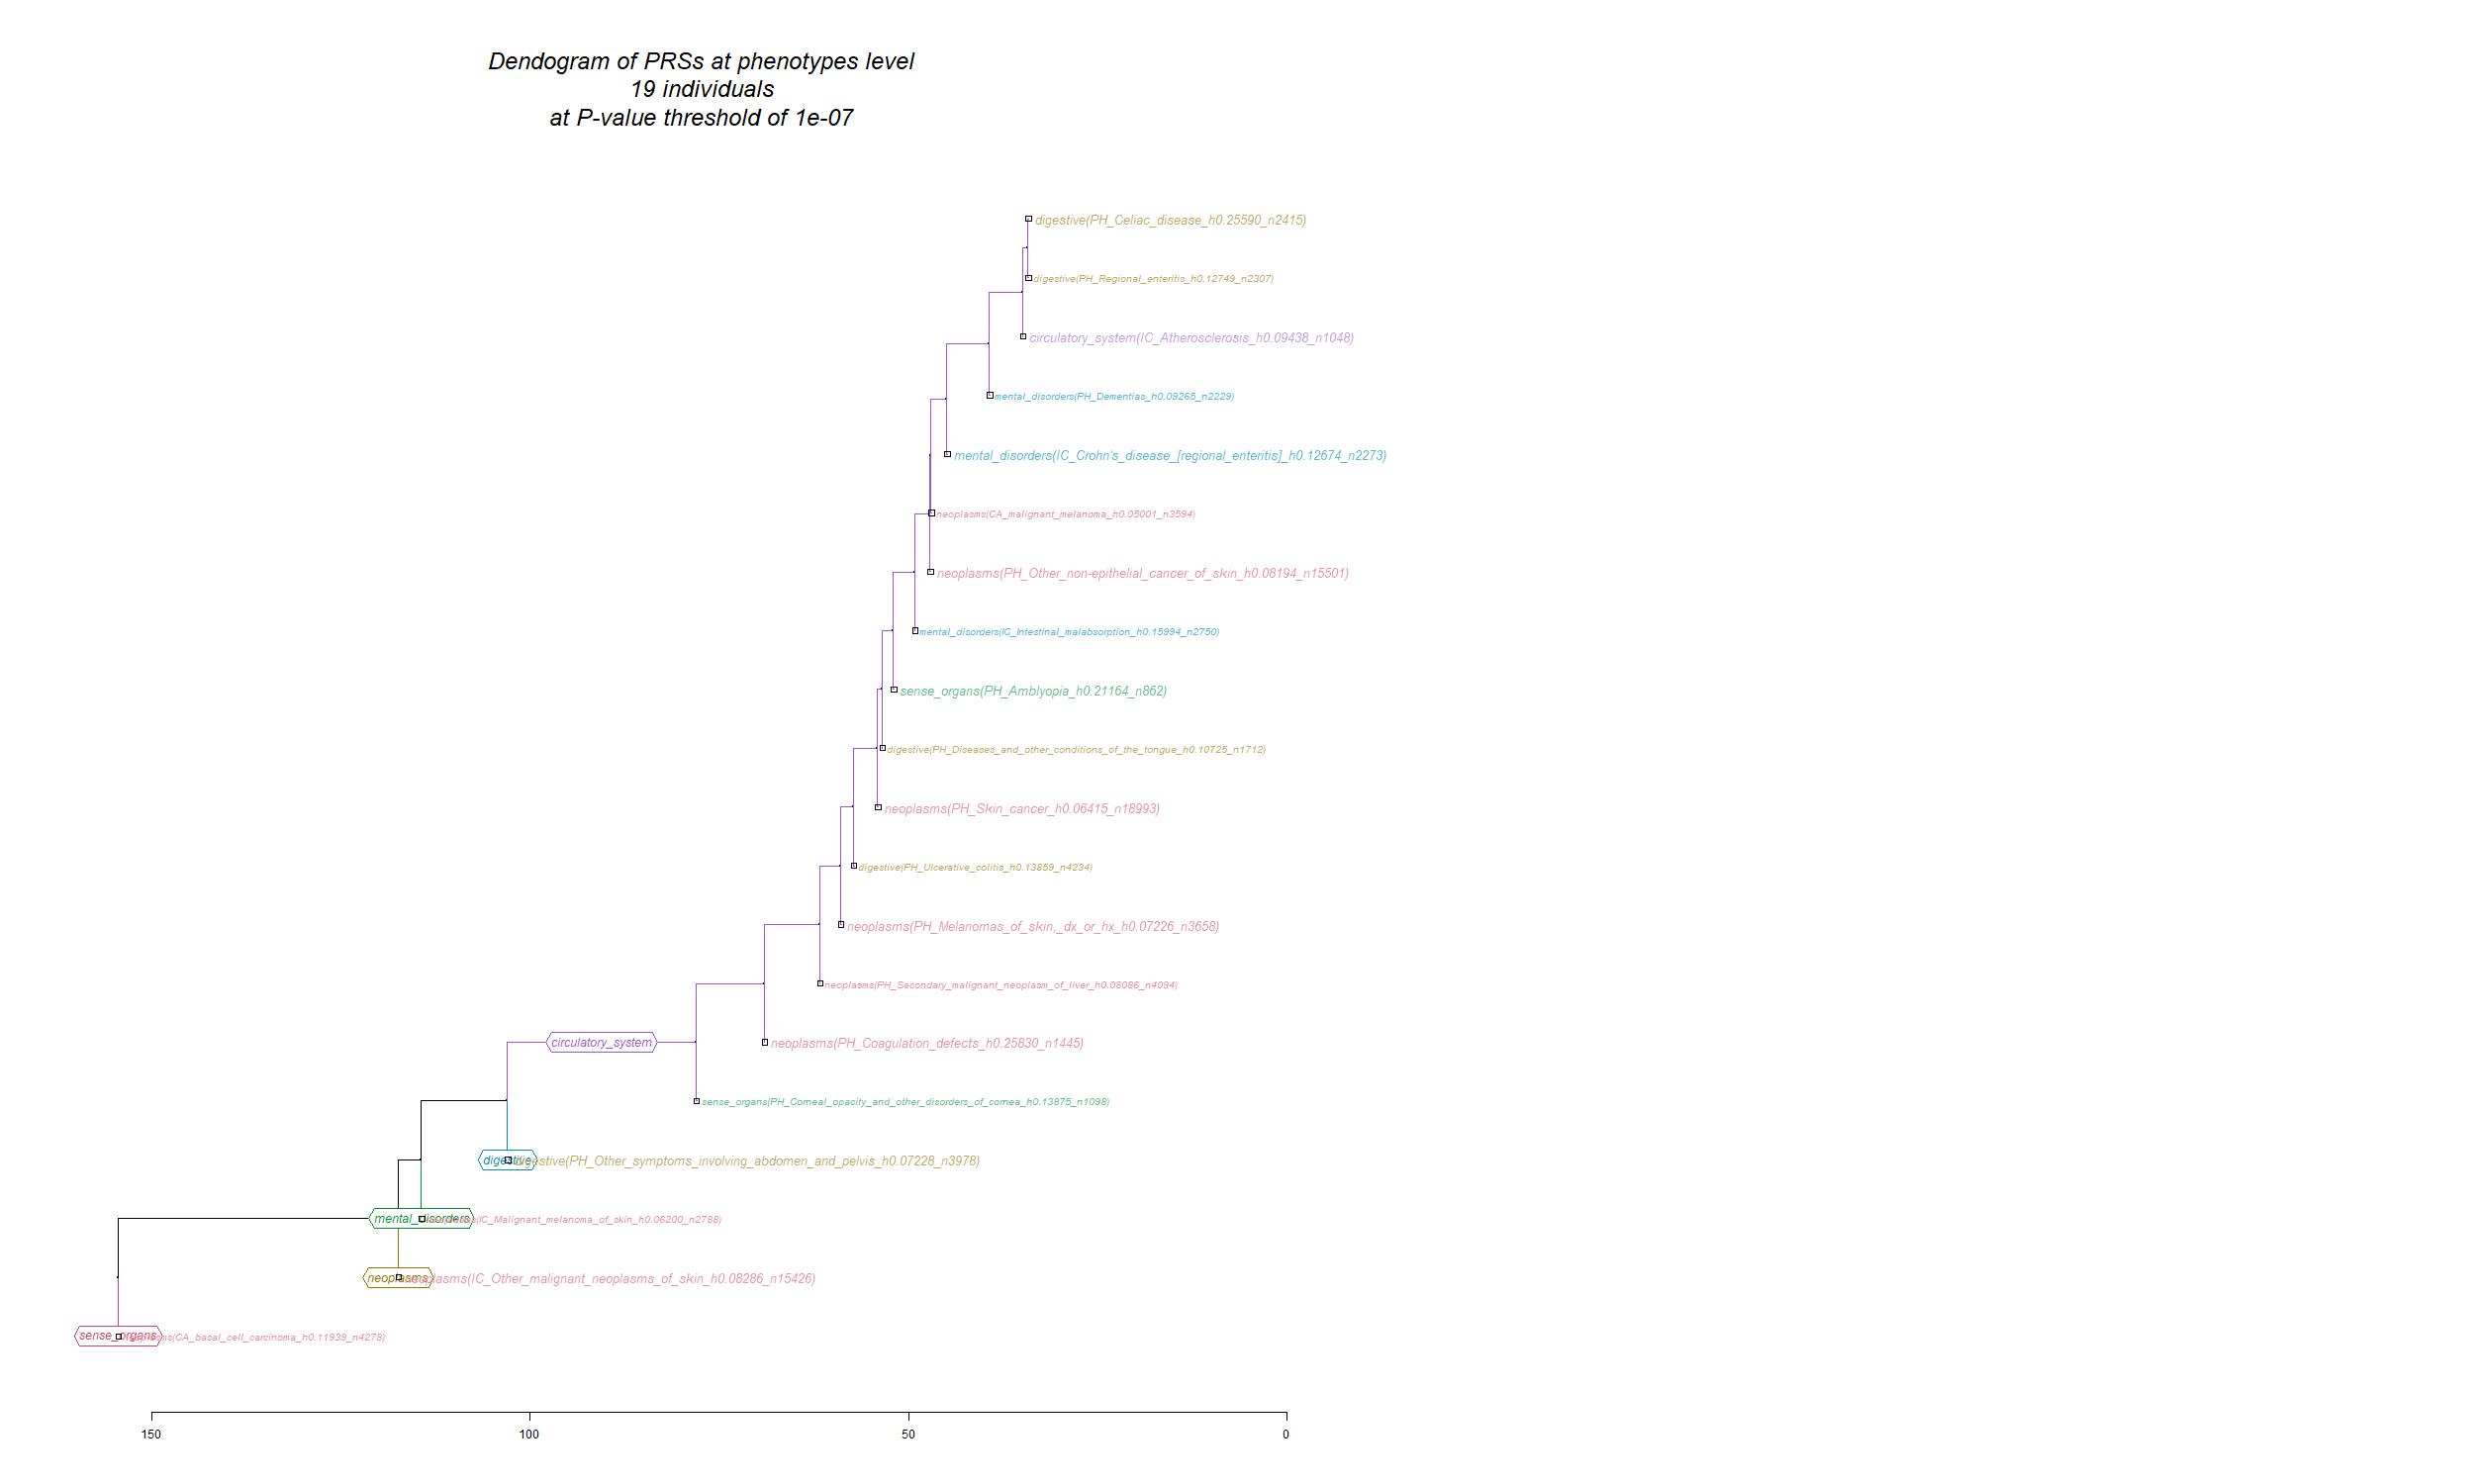 Dendogram of PRSs at phenotypes level
19 individuals
at P-value threshold of 1e-07
digestive(PH_Celiac_disease_h0.25590_n2415)
digestive(PH_Regional_enteritis_h0.12749_n2307)
circulatory_system(IC_Atherosclerosis_h0.09438_n1048)
mental_disorders(PH_Dementias_h0.09265_n2229)
mental_disorders(IC_Crohn's_disease_[regional_enteritis]_h0.12674_n2273)
neoplasms(CA_malignant_melanoma_h0.05001_n3594)
neoplasms(PH_Other_non-epithelial_cancer_of_skin_h0.08194_n15501)
mental_disorders(IC_Intestinal_malabsorption_h0.15994_n2750)
sense_organs(PH_Amblyopia_h0.21164_n862)
digestive(PH_Diseases_and_other_conditions_of_the_tongue_h0.10725_n1712)
neoplasms(PH_Skin_cancer_h0.06415_n18993)
digestive(PH_Ulcerative_colitis_h0.13859_n4234)
neoplasms(PH_Melanomas_of_skin,_dx_or_hx_h0.07226_n3658)
neoplasms(PH_Secondary_malignant_neoplasm_of_liver_h0.08086_n4094)
circulatory_system neoplasms(PH_Coagulation_defects_h0.25830_n1445)
sense_organs(PH_Corneal_opacity_and_other_disorders_of_cornea_h0.13875_n1098)
digestive digestive(PH_Other_symptoms_involving_abdomen_and_pelvis_h0.07228_n3978)
mental_disorders neoplasms(IC_Malignant_melanoma_of_skin_h0.06200_n2788)
neoplasms neoplasms(IC_Other_malignant_neoplasms_of_skin_h0.08286_n15426)
sense_organs neoplasms(CA_basal_cell_carcinoma_h0.11939_n4278)
150 100 50 0